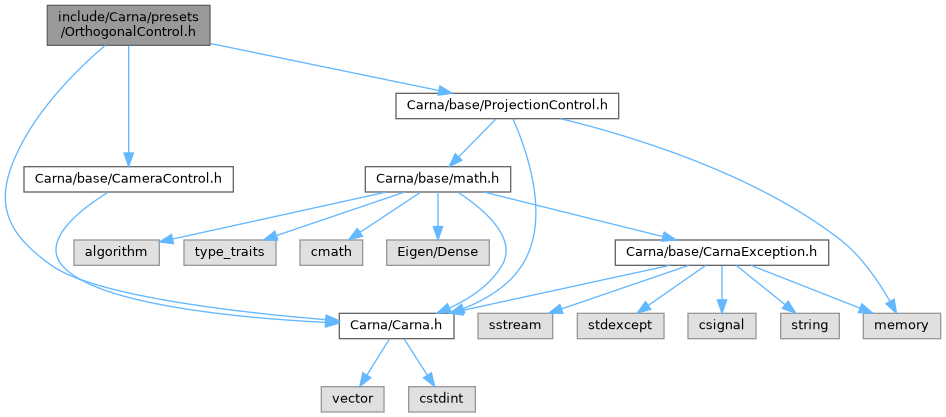 include/Carna/presets
/OrthogonalControl.h
Carna/base/ProjectionControl.h
Carna/base/CameraControl.h
Carna/base/math.h
algorithm
type_traits
cmath
Eigen/Dense
Carna/base/CarnaException.h
Carna/Carna.h
sstream
stdexcept
csignal
string
memory
vector
cstdint